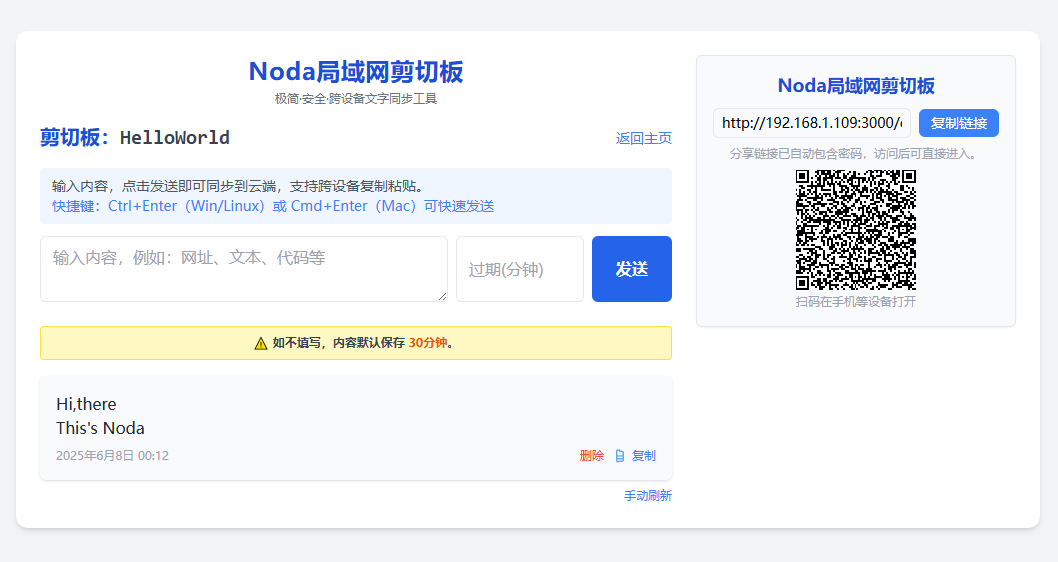 Noda局域网剪切板
极简·安全·跨设备文字同步工具
剪切板：HelloWorld
返回主页
输入内容，点击发送即可同步到云端，支持跨设备复制粘贴。
快捷键：Ctrl+Enter（Win/Linux）或 Cmd+Enter（Mac）可快速发送
输入内容，例如：网址、文本、代码等
过期(分钟)
发送
⚠ 如不填写，内容默认保存 30分钟。
Hi,there
This's Noda
2025年6月8日 00:12
删除
复制
手动刷新
Noda局域网剪切板
http://192.168.1.109:3000/
复制链接
分享链接已自动包含密码，访问后可直接进入。
扫码在手机等设备打开